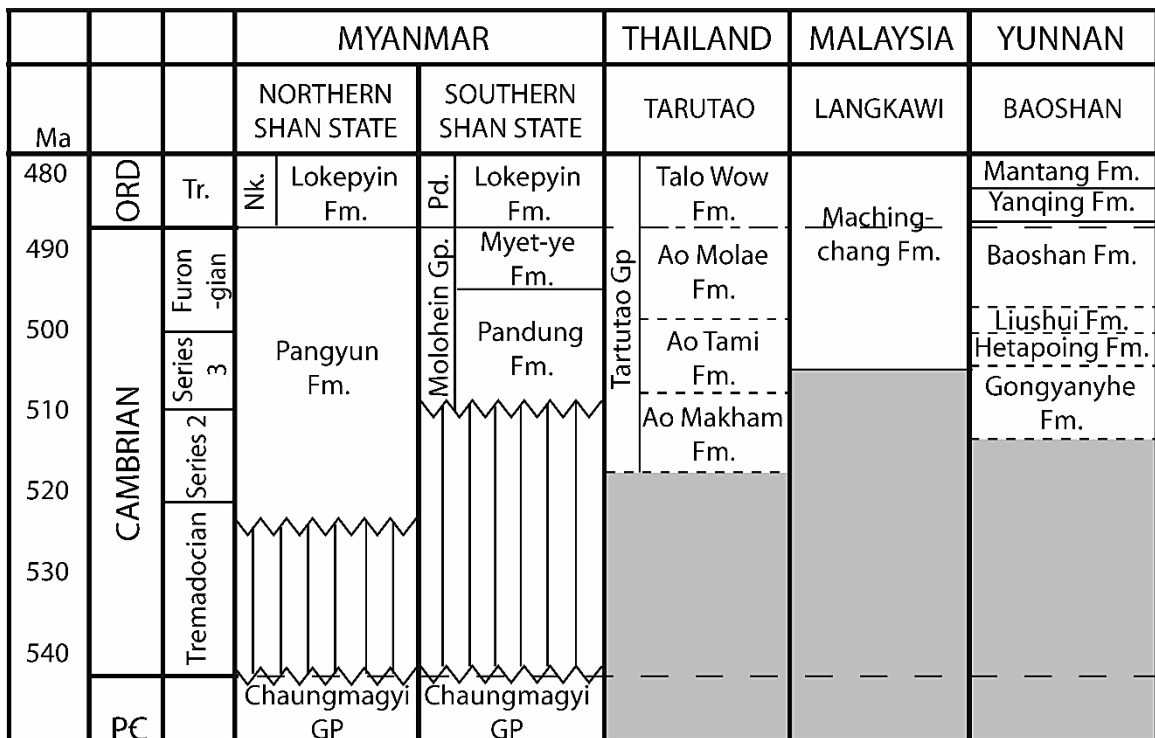 MYANMAR THAILAND MALAYSIA YUNNAN
Ma
NORTHERN
SHAN STATE
SOUTHERN
SHAN STATE
TARUTAO
LANGKAWI
BAOSHAN
480
490
500
510
520
530
540
ORD
CAMBRIAN
P€
Tr.
Furon
-gian
Series
3
Series 2
Tremadocian
Nk.
Lokepyin
Fm.
Pangyun
Fm.
Chaungmagyi
GP
Pd.
Lokepyin
Fm.
Molohein Gp.
Myet-ye
Fm.
Pandung
Fm.
Chaungmagyi
GP
Tartutao Gp
Talo Wow
Fm.
Ao Molae
Fm.
Ao Tami
Fm.
Ao Makham
Fm.
Maching-
chang Fm.
Mantang Fm.
Yanqing Fm.
Baoshan Fm.
Liushui Fm.
Hetapoing Fm.
Gongyanyhe
Fm.